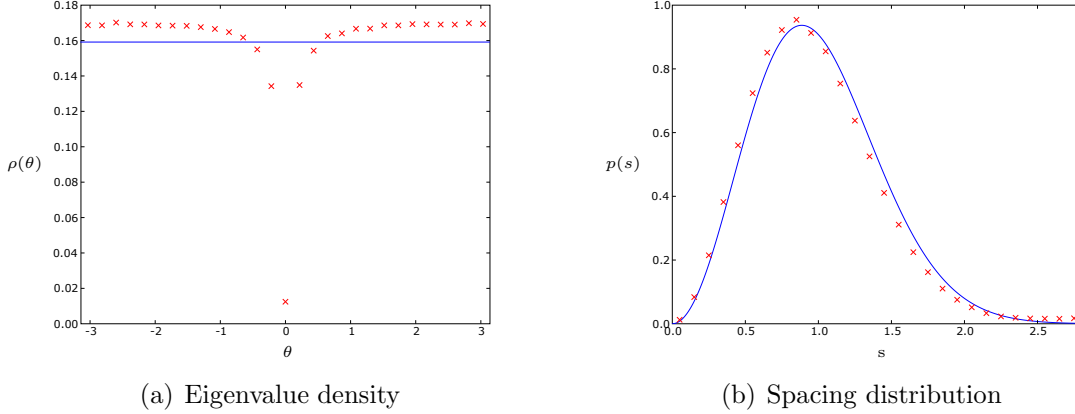 0.18
0.16
0.14
0.12
0.10
0.08
0.06
0.04
0.02
0.00
ρ(θ)
-3 -2 -1 0 1 2 3
θ
(a) Eigenvalue density
1.0
0.8
0.6
0.4
0.2
0.0
p(s)
0.0 0.5 1.0 1.5 2.0 2.5
s
(b) Spacing distribution